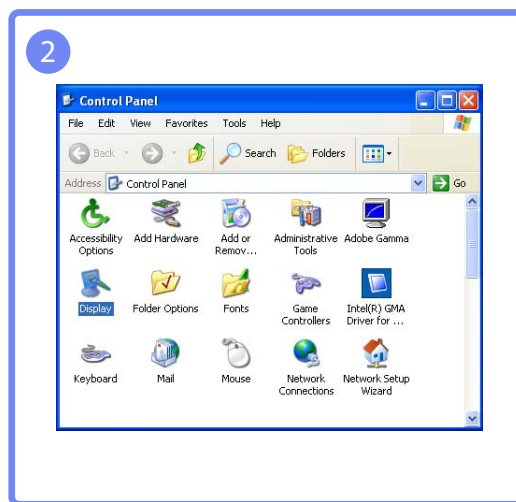 2
Control Panel
File Edit View Favorites Tools Help
Back Search Folders
Address Control Panel Go
Accessibility Options
Add Hardware
Add or Remov...
Administrative Tools
Adobe Gamma
Display
Folder Options
Fonts
Game Controllers
Intel(R) GMA Driver for ...
Keyboard
Mail
Mouse
Network Connections
Network Setup Wizard